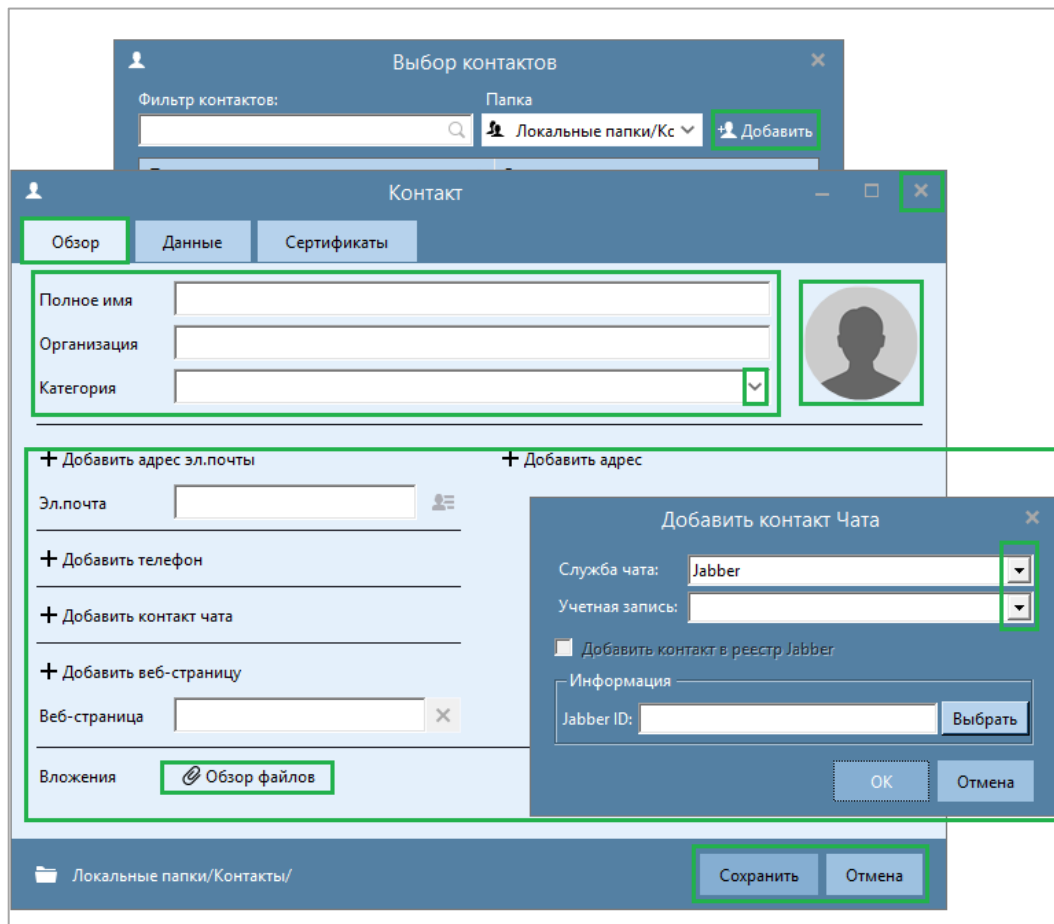 Выбор контактов
Фильтр контактов:
Папка
Локальные папки/Кс
Добавить
Контакт
Обзор
Данные
Сертификаты
Полное имя
Организация
Категория
Добавить адрес эл.почты
Добавить адрес
Эл.почта
Добавить телефон
Добавить контакт чата
Добавить веб-страницу
Веб-страница
Вложения
Обзор файлов
Добавить контакт Чата
Служба чата:
Jabber
Учетная запись:
Добавить контакт в реестр Jabber
Информация
Jabber ID:
Выбрать
OK
Отмена
Локальные папки/Контакты/
Сохранить
Отмена